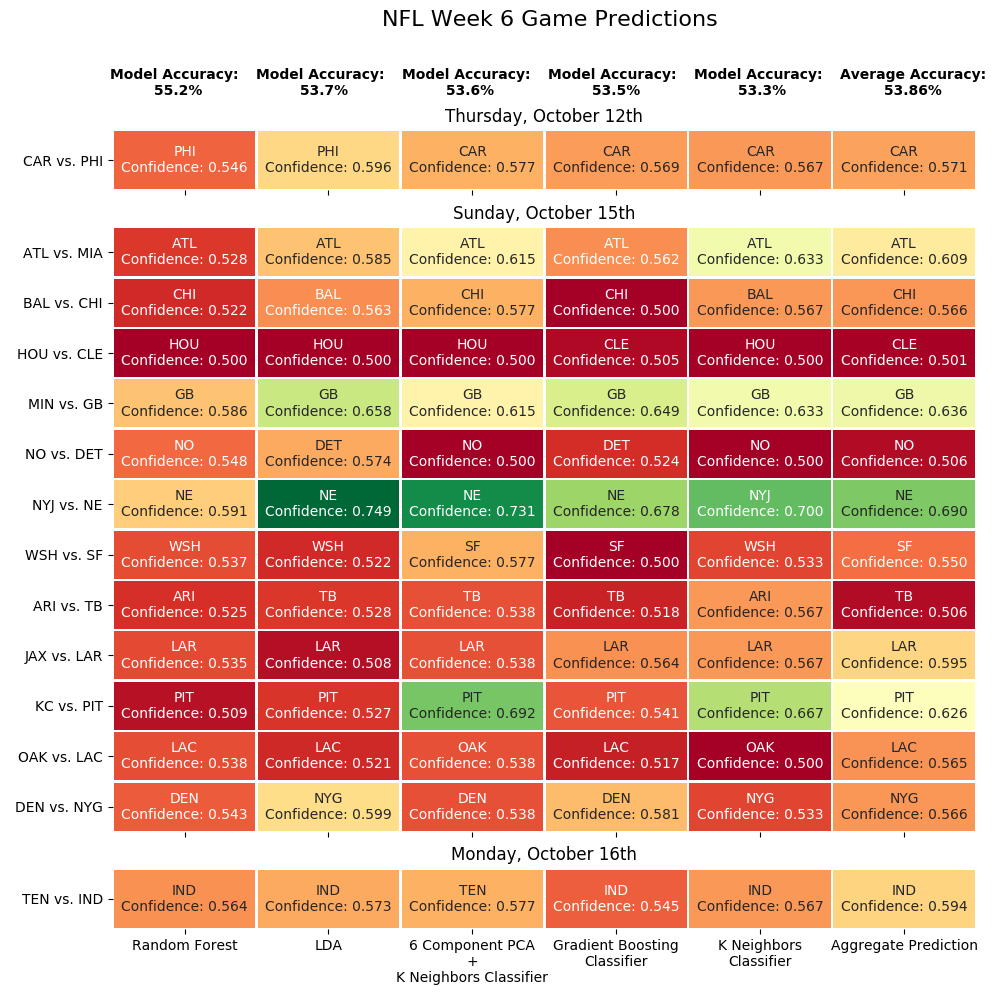 NFL Week 6 Game Predictions
Model Accuracy: Model Accuracy: Model Accuracy: Model Accuracy: Model Accuracy: Average Accuracy:
55.2% 53.7% 53.6% 53.5% 53.3% 53.86%
Thursday, October 12th
PHI PHI CAR CAR CAR CAR
CAR vs. PHI
Confidence: 0.546 Confidence: 0.596 Confidence: 0.577 Confidence: 0.569 Confidence: 0.567 Confidence: 0.571
Sunday, October 15th
ATL ATL ATL ATL ATL ATL
ATL vs. MIA
Confidence: 0.528 Confidence: 0.585 Confidence: 0.615 Confidence: 0.562 Confidence: 0.633 Confidence: 0.609
CHI BAL CHI CHI BAL CHI
BAL vs. CHI
Confidence: 0.522 Confidence: 0.563 Confidence: 0.577 Confidence: 0.500 Confidence: 0.567 Confidence: 0.566
HOU HOU HOU CLE HOU CLE
HOU vs. CLE
Confidence: 0.500 Confidence: 0.500 Confidence: 0.500 Confidence: 0.505 Confidence: 0.500 Confidence: 0.501
GB GB GB GB GB GB
MIN vs. GB
Confidence: 0.586 Confidence: 0.658 Confidence: 0.615 Confidence: 0.649 Confidence: 0.633 Confidence: 0.636
NO DET NO DET NO NO
NO vs. DET
Confidence: 0.548 Confidence: 0.574 Confidence: 0.500 Confidence: 0.524 Confidence: 0.500 Confidence: 0.506
NE NE NE NE NYJ NE
NYJ vs. NE
Confidence: 0.591 Confidence: 0.749 Confidence: 0.731 Confidence: 0.678 Confidence: 0.700 Confidence: 0.690
WSH WSH SF SF WSH SF
WSH vs. SF
Confidence: 0.537 Confidence: 0.522 Confidence: 0.577 Confidence: 0.500 Confidence: 0.533 Confidence: 0.550
ARI TB TB TB ARI TB
ARI vs. TB
Confidence: 0.525 Confidence: 0.528 Confidence: 0.538 Confidence: 0.518 Confidence: 0.567 Confidence: 0.506
LAR LAR LAR LAR LAR LAR
JAX vs. LAR
Confidence: 0.535 Confidence: 0.508 Confidence: 0.538 Confidence: 0.564 Confidence: 0.567 Confidence: 0.595
PIT PIT PIT PIT PIT PIT
KC vs. PIT
Confidence: 0.509 Confidence: 0.527 Confidence: 0.692 Confidence: 0.541 Confidence: 0.667 Confidence: 0.626
LAC LAC OAK LAC OAK LAC
OAK vs. LAC
Confidence: 0.538 Confidence: 0.521 Confidence: 0.538 Confidence: 0.517 Confidence: 0.500 Confidence: 0.565
DEN NYG DEN DEN NYG NYG
DEN vs. NYG
Confidence: 0.543 Confidence: 0.599 Confidence: 0.538 Confidence: 0.581 Confidence: 0.533 Confidence: 0.566
Monday, October 16th
IND IND TEN IND IND IND
TEN vs. IND
Confidence: 0.564 Confidence: 0.573 Confidence: 0.577 Confidence: 0.545 Confidence: 0.567 Confidence: 0.594
Random Forest LDA 6 Component PCA Gradient Boosting K Neighbors Aggregate Prediction
+ Classifier Classifier
K Neighbors Classifier